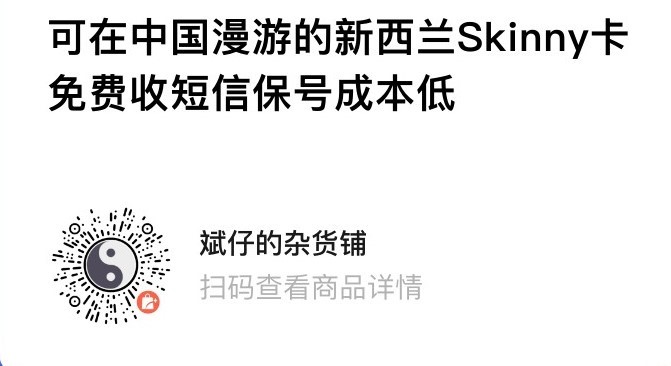 可在中国漫游的新西兰Skinny卡
免费收短信保号成本低
斌仔的杂货铺
扫码查看商品详情